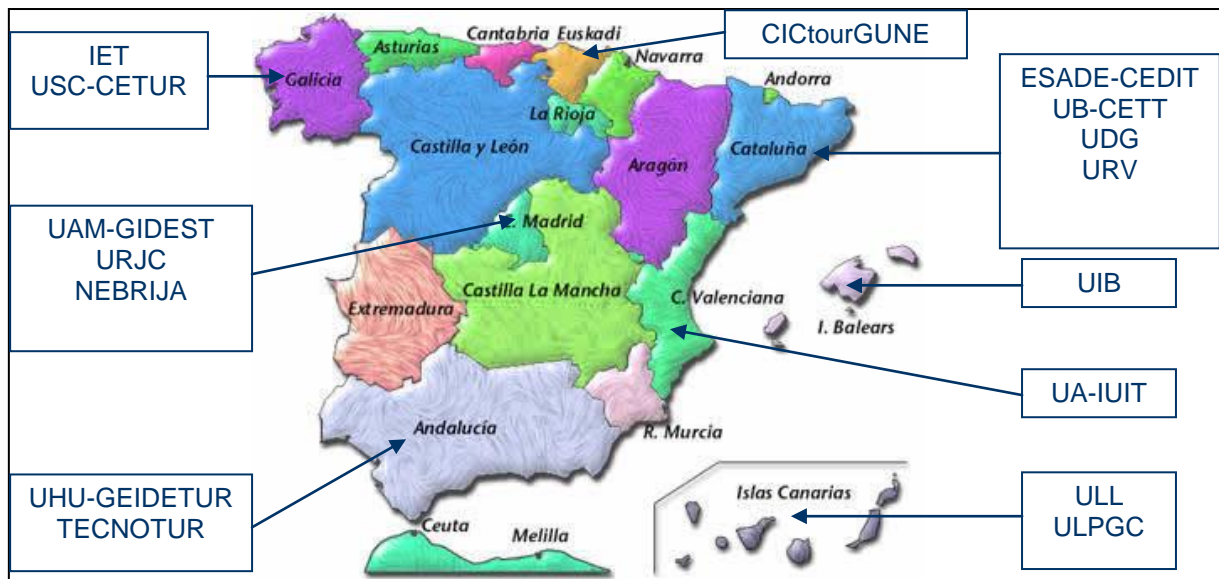 IET
USC-CETUR
CICtourGUNE
ESADE-CEDIT
UB-CETT
UDG
URV
UAM-GIDEST
URJC
NEBRIJA
UIB
UA-IUIT
UHU-GEIDETUR
TECNOTUR
ULL
ULPGC
Galicia
Asturias
Cantabria
Euskadi
Navarra
Andorra
La Rioja
Castilla y León
Aragón
Cataluña
Madrid
Castilla La Mancha
Extremadura
C. Valenciana
I. Balears
Andalucía
R. Murcia
Islas Canarias
Ceuta
Melilla